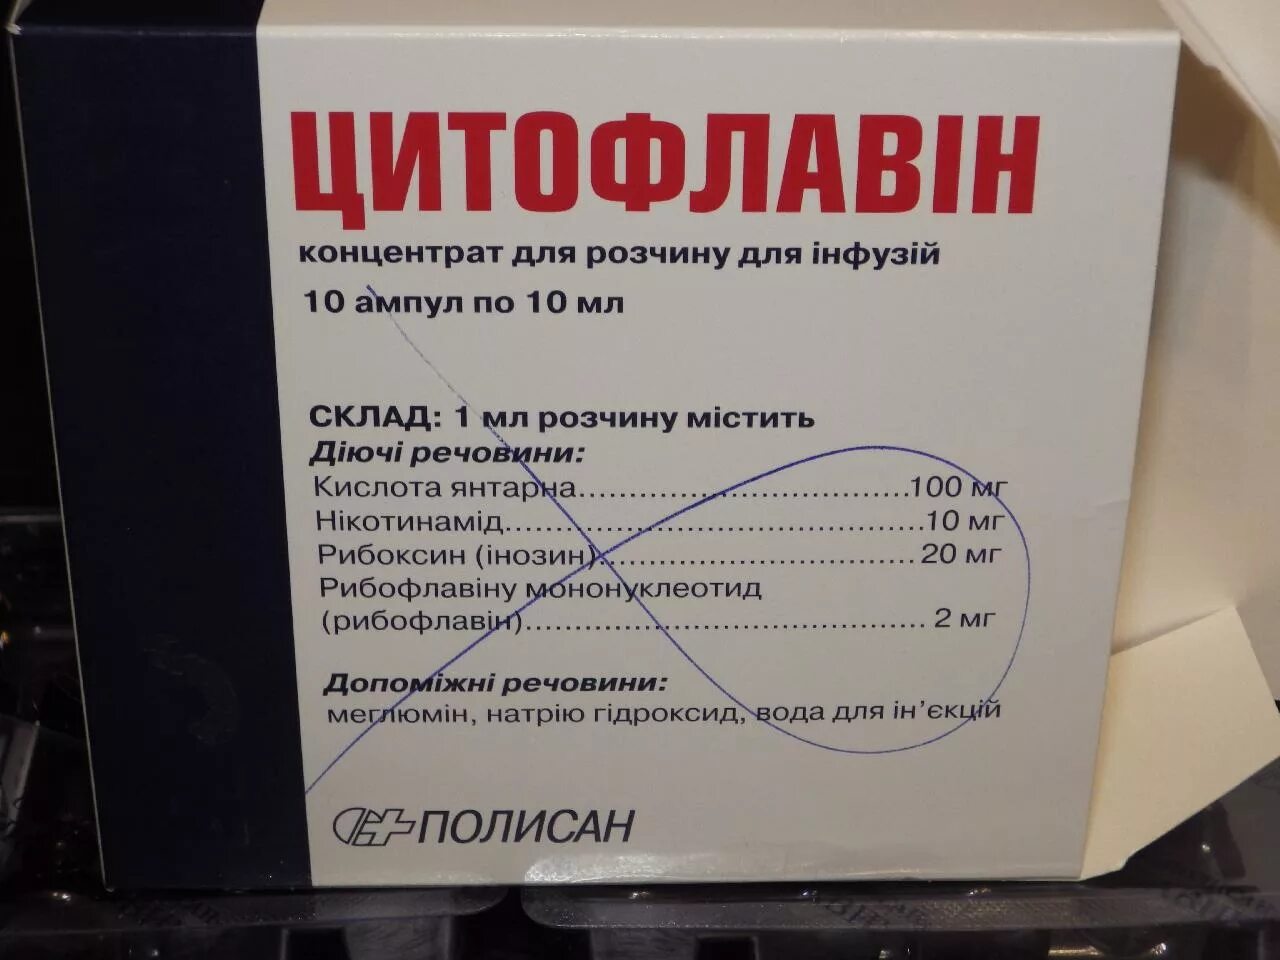 ЦИТОФЛАВІН
концентрат для розчину для інфузій
10 ампул по 10 мл
СКЛАД: 1 мл розчину містить
Діючі речовини:
Кислота янтарна.................................100 мг
Нікотинамід..........................................10 мг
Рибоксин (інозин)................................ 20 мг
Рибофлавіну мононуклеотид
(рибофлавін)........................................ 2 мг
Допоміжні речовини:
меглюмін, натрію гідроксид, вода для ін’єкцій
ПОЛИСАН